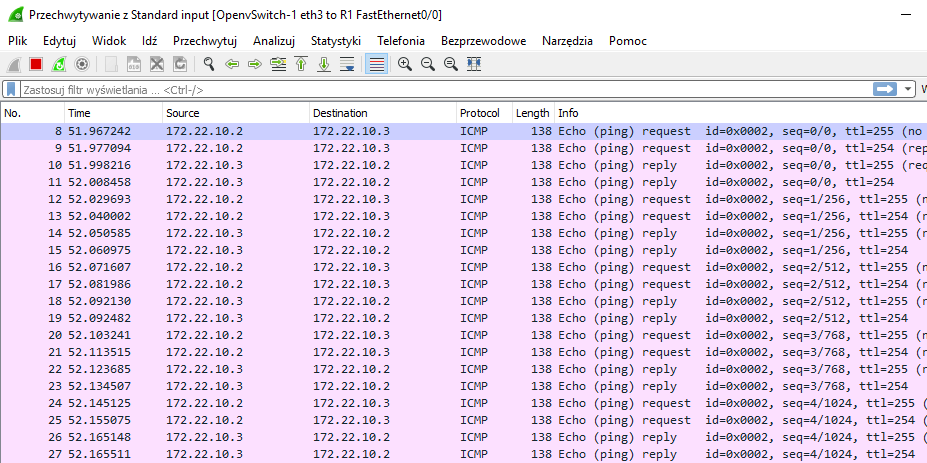 Przechwytywanie z Standard input [OpenvSwitch-1 eth3 to R1 FastEthernet0/0]
Plik Edytuj Widok Idź Przechwytuj Analizuj Statystyki Telefonia Bezprzewodowe Narzędzia Pomoc
Zastosuj filtr wyświetlania ... <Ctrl-/>
No. Time Source Destination Protocol Length Info
8 51.967242 172.22.10.2 172.22.10.3 ICMP 138 Echo (ping) request id=0x0002, seq=0/0, ttl=255 (no
9 51.977094 172.22.10.2 172.22.10.3 ICMP 138 Echo (ping) request id=0x0002, seq=0/0, ttl=254 (rep
10 51.998216 172.22.10.3 172.22.10.2 ICMP 138 Echo (ping) reply id=0x0002, seq=0/0, ttl=255 (req
11 52.008458 172.22.10.3 172.22.10.2 ICMP 138 Echo (ping) reply id=0x0002, seq=0/0, ttl=254
12 52.029693 172.22.10.2 172.22.10.3 ICMP 138 Echo (ping) request id=0x0002, seq=1/256, ttl=255 (n
13 52.040002 172.22.10.2 172.22.10.3 ICMP 138 Echo (ping) request id=0x0002, seq=1/256, ttl=254 (r
14 52.050585 172.22.10.3 172.22.10.2 ICMP 138 Echo (ping) reply id=0x0002, seq=1/256, ttl=255 (r
15 52.060975 172.22.10.3 172.22.10.2 ICMP 138 Echo (ping) reply id=0x0002, seq=1/256, ttl=254
16 52.071607 172.22.10.2 172.22.10.3 ICMP 138 Echo (ping) request id=0x0002, seq=2/512, ttl=255 (n
17 52.081986 172.22.10.2 172.22.10.3 ICMP 138 Echo (ping) request id=0x0002, seq=2/512, ttl=254 (r
18 52.092130 172.22.10.3 172.22.10.2 ICMP 138 Echo (ping) reply id=0x0002, seq=2/512, ttl=255 (r
19 52.092482 172.22.10.3 172.22.10.2 ICMP 138 Echo (ping) reply id=0x0002, seq=2/512, ttl=254
20 52.103241 172.22.10.2 172.22.10.3 ICMP 138 Echo (ping) request id=0x0002, seq=3/768, ttl=255 (n
21 52.113515 172.22.10.2 172.22.10.3 ICMP 138 Echo (ping) request id=0x0002, seq=3/768, ttl=254 (r
22 52.123685 172.22.10.3 172.22.10.2 ICMP 138 Echo (ping) reply id=0x0002, seq=3/768, ttl=255 (r
23 52.134507 172.22.10.3 172.22.10.2 ICMP 138 Echo (ping) reply id=0x0002, seq=3/768, ttl=254
24 52.145125 172.22.10.2 172.22.10.3 ICMP 138 Echo (ping) request id=0x0002, seq=4/1024, ttl=255 (
25 52.155075 172.22.10.2 172.22.10.3 ICMP 138 Echo (ping) request id=0x0002, seq=4/1024, ttl=254 (
26 52.165148 172.22.10.3 172.22.10.2 ICMP 138 Echo (ping) reply id=0x0002, seq=4/1024, ttl=255 (
27 52.165511 172.22.10.3 172.22.10.2 ICMP 138 Echo (ping) reply id=0x0002, seq=4/1024, ttl=254